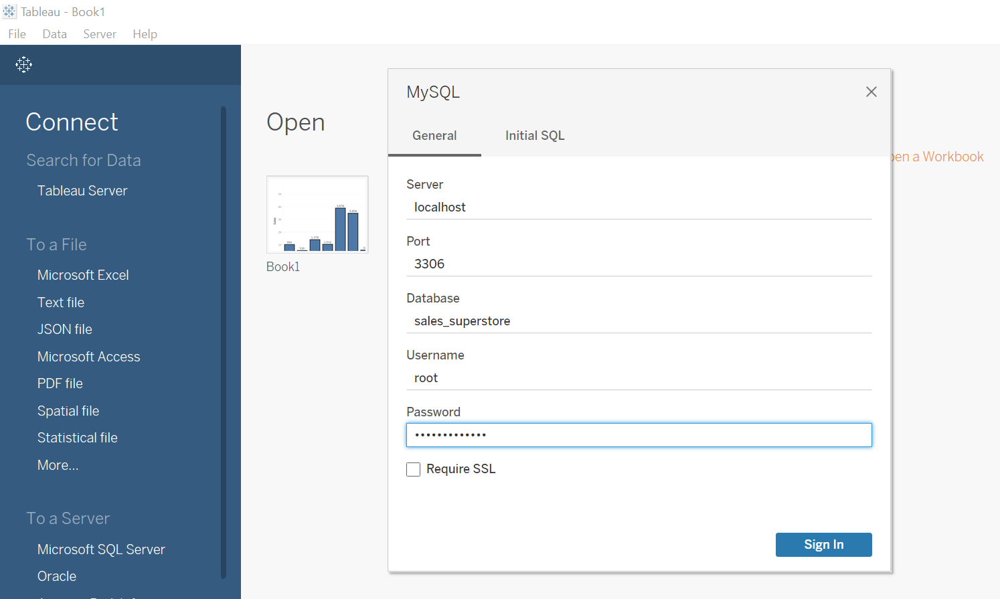 Tableau - Book1
File Data Server Help
Connect
Search for Data
Tableau Server
To a File
Microsoft Excel
Text file
JSON file
Microsoft Access
PDF file
Spatial file
Statistical file
More...
To a Server
Microsoft SQL Server
Oracle
Open
Book1
a Workbook
MySQL
General Initial SQL
Server
localhost
Port
3306
Database
sales_superstore
Username
root
Password
•••••••••••••
Require SSL
Sign In